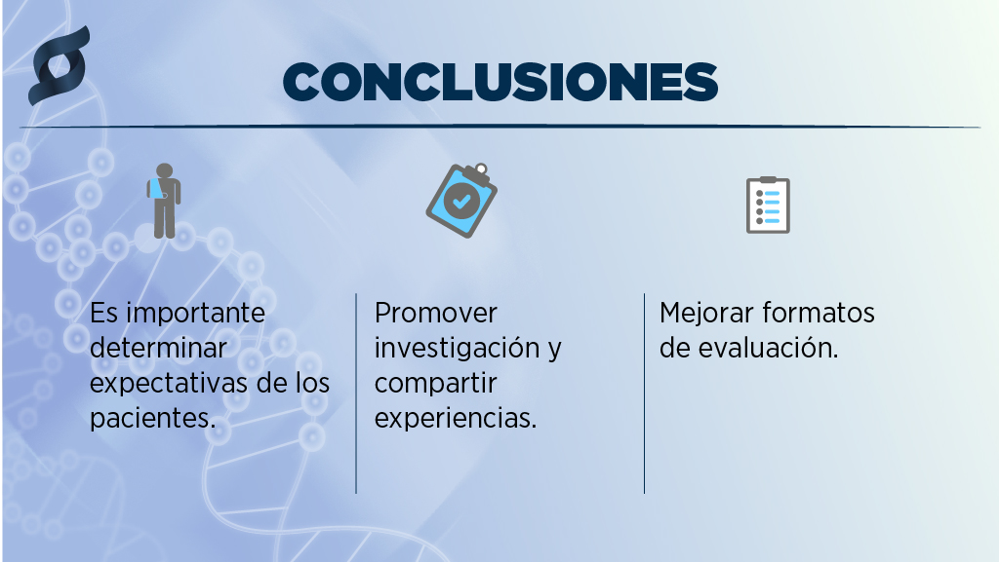 CONCLUSIONES
Es importante
determinar
expectativas de los
pacientes.
Promover
investigación y
compartir
experiencias.
Mejorar formatos
de evaluación.